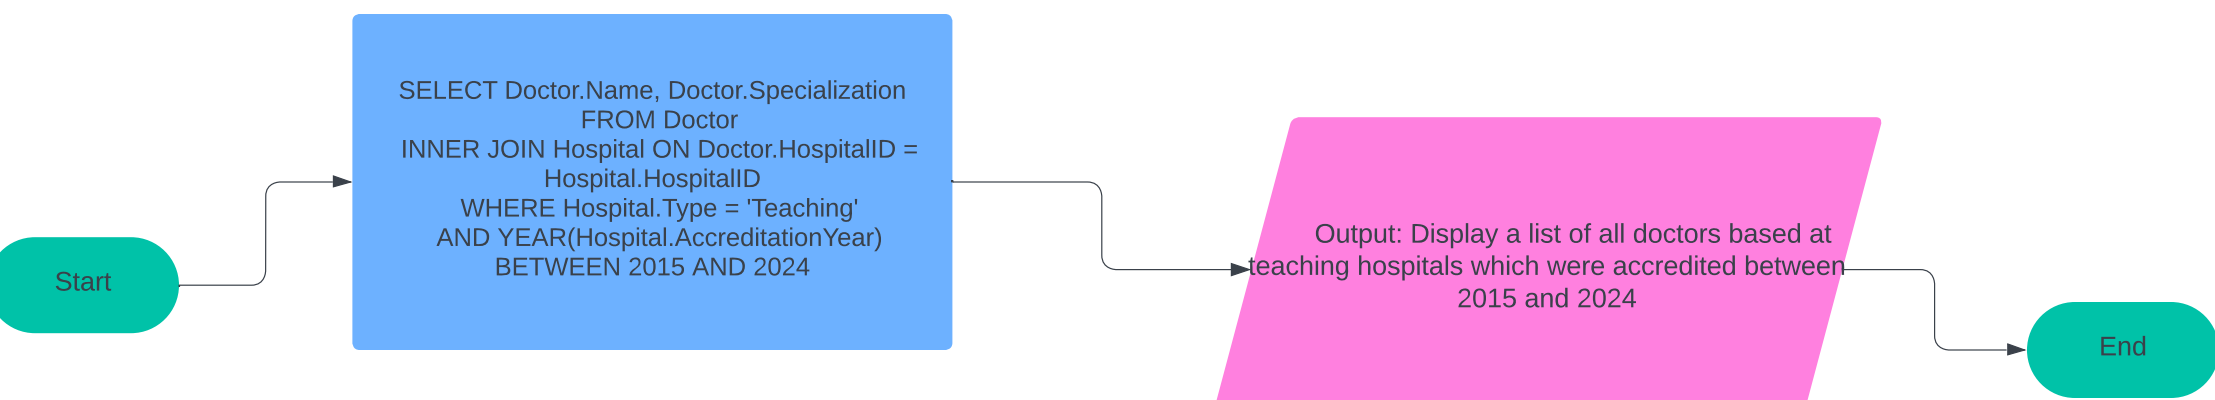 Start
SELECT Doctor.Name, Doctor.Specialization
FROM Doctor
INNER JOIN Hospital ON Doctor.HospitalID =
Hospital.HospitalID
WHERE Hospital.Type = 'Teaching'
AND YEAR(Hospital.AccreditationYear)
BETWEEN 2015 AND 2024
Output: Display a list of all doctors based at
teaching hospitals which were accredited between
2015 and 2024
End